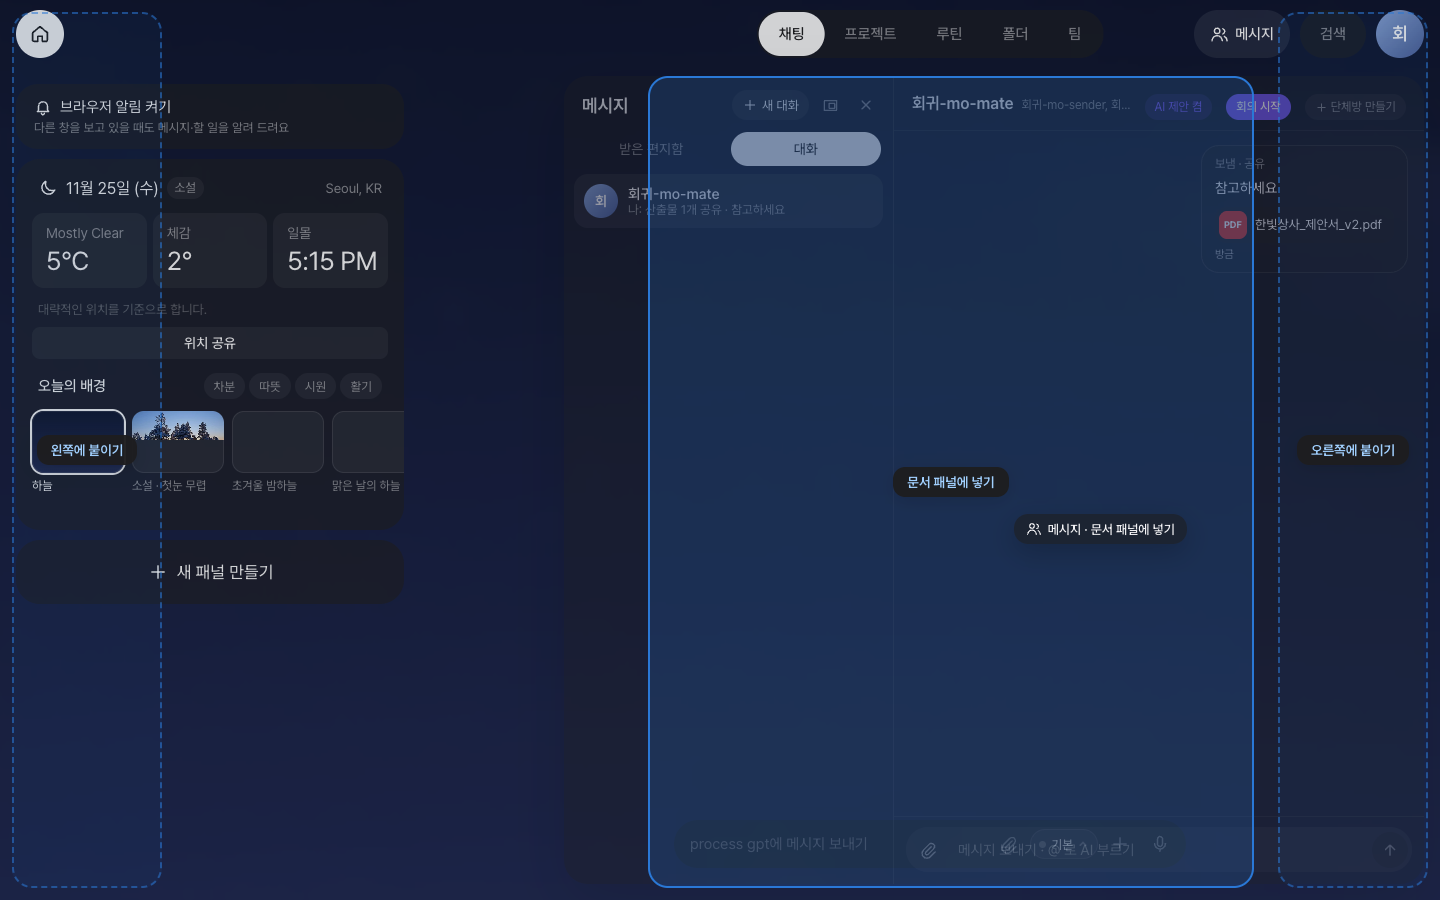 채팅
프로젝트
루틴
폴더
팀
메시지
검색
회
브라우저 알림 켜기
다른 창을 보고 있을 때도 메시지·할 일을 알려 드려요
11월 25일 (수)
소설
Seoul, KR
Mostly Clear
5°C
체감
2°
일몰
5:15 PM
대략적인 위치를 기준으로 합니다.
위치 공유
오늘의 배경
차분
따뜻
시원
활기
왼쪽에 붙이기
하늘
소설 · 첫눈 무렵
초겨울 밤하늘
맑은 날의 하늘
+ 새 패널 만들기
메시지
+ 새 대화
받은 편지함
대화
회
회귀-mo-mate
나: 산출물 1개 공유 · 참고하세요
회귀-mo-mate
회귀-mo-sender, 회...
AI 제안 켬
회의 시작
+ 단체방 만들기
보냄 · 공유
참고하세요
PDF
한빛상사_제안서_v2.pdf
방금
오른쪽에 붙이기
문서 패널에 넣기
메시지 · 문서 패널에 넣기
process gpt에 메시지 보내기
기본
메시지 보내기 · @로 AI 부르기